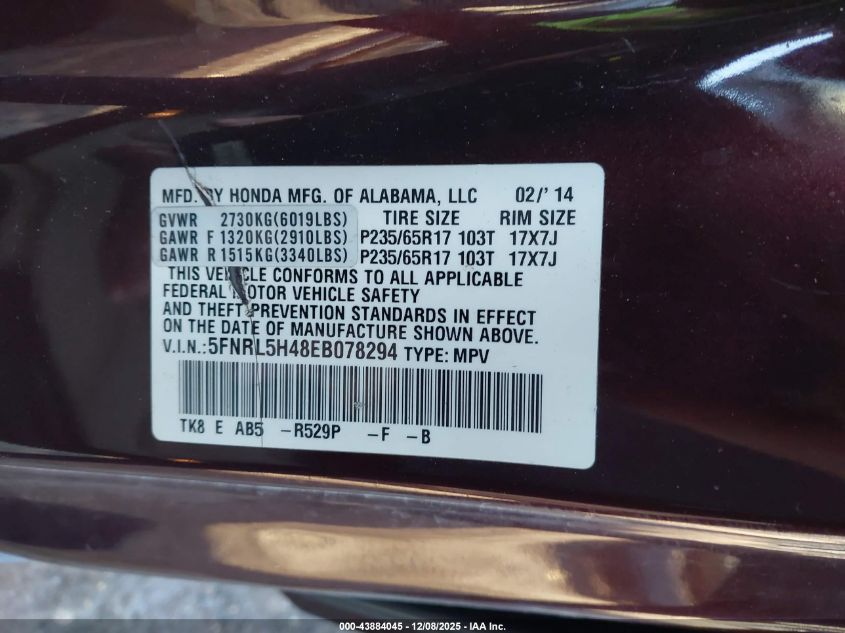 MFD. BY HONDA MFG. OF ALABAMA, LLC 02/' 14
GVWR 2730KG(6019LBS) TIRE SIZE RIM SIZE
GAWR F 1320KG(2910LBS) P235/65R17 103T 17X7J
GAWR R 1515KG(3340LBS) P235/65R17 103T 17X7J
THIS VEHICLE CONFORMS TO ALL APPLICABLE
FEDERAL MOTOR VEHICLE SAFETY
AND THEFT PREVENTION STANDARDS IN EFFECT
ON THE DATE OF MANUFACTURE SHOWN ABOVE.
V.I.N.:5FNRL5H48EB078294 TYPE: MPV
TK8 E AB5 -R529P -F -B
000-43884045 - 12/08/2025 - IAA Inc.